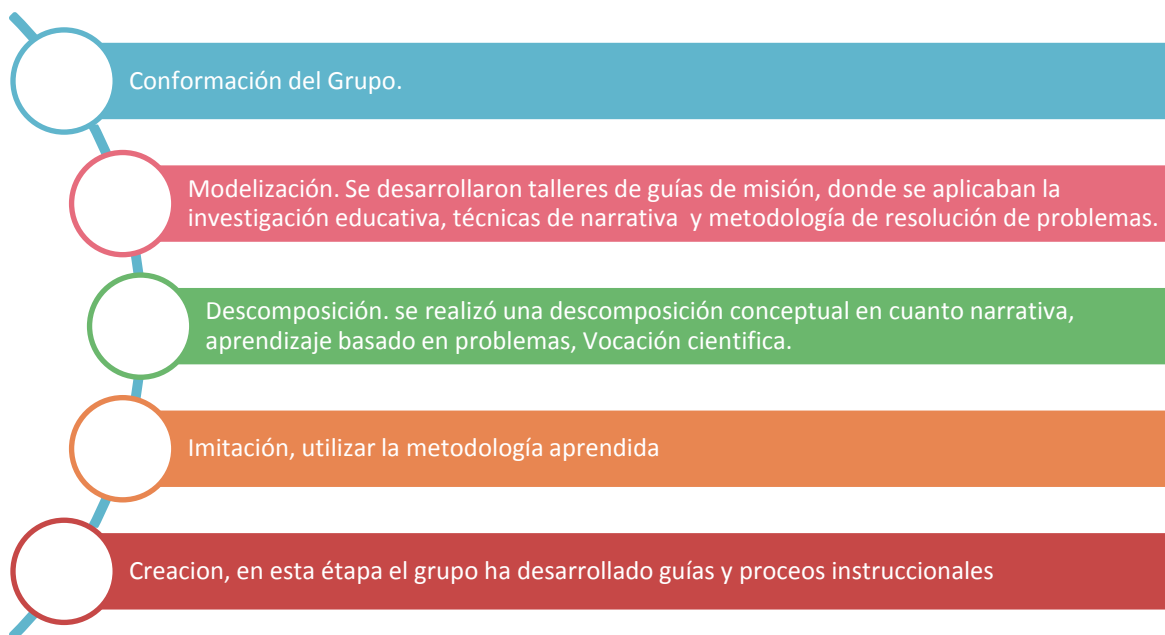 Conformación del Grupo.
Modelización. Se desarrollaron talleres de guías de misión, donde se aplicaban la
investigación educativa, técnicas de narrativa  y metodología de resolución de problemas.
Descomposición. se realizó una descomposición conceptual en cuanto narrativa,
aprendizaje basado en problemas, Vocación cientifica.
Imitación, utilizar la metodología aprendida
Creacion, en esta étapa el grupo ha desarrollado guías y proceos instruccionales